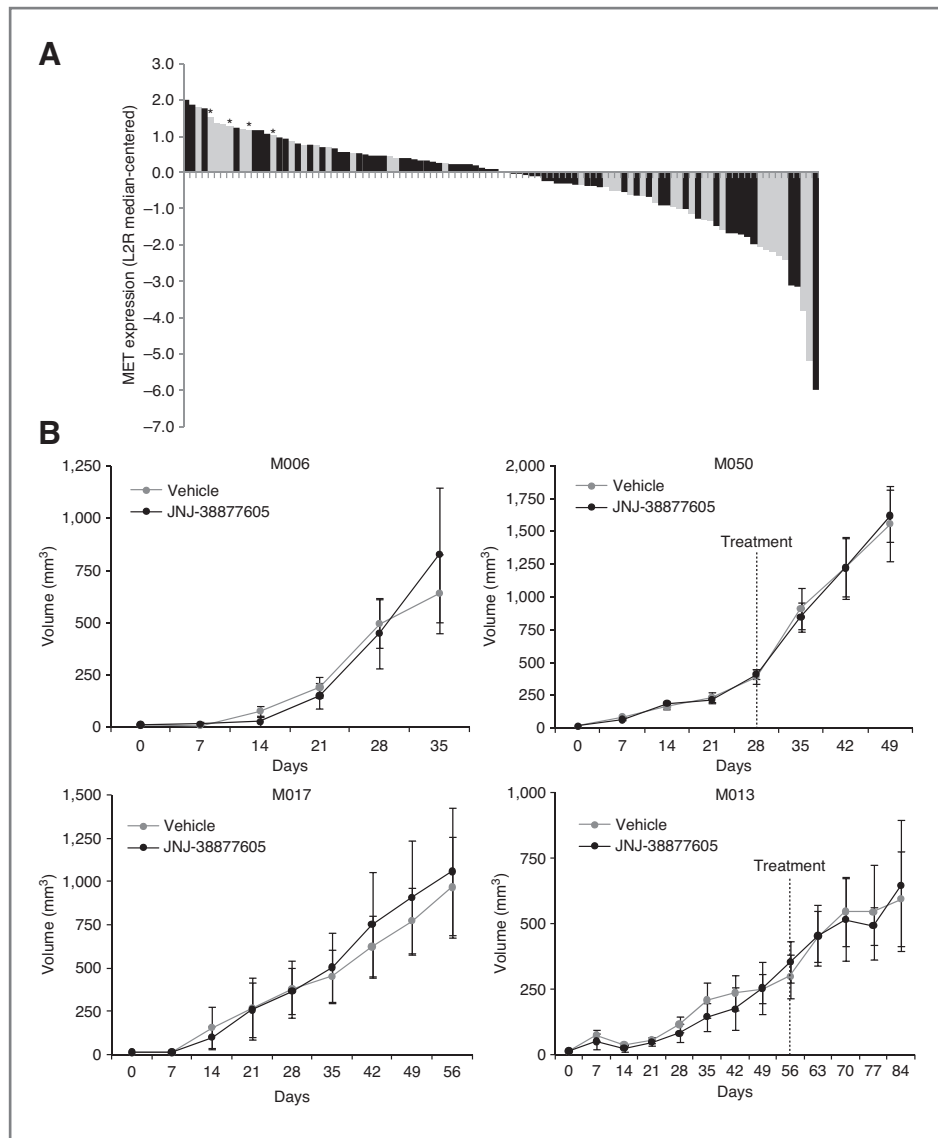 A
3.0
2.0
1.0
0.0
–1.0
–2.0
–3.0
–4.0
–5.0
–6.0
–7.0
MET expression (L2R median-centered)
* * * *
B
M006
1,250
1,000
750
500
250
0
Volume (mm3)
Vehicle
JNJ-38877605
0 7 14 21 28 35
Days
M050
2,000
1,750
1,500
1,250
1,000
750
500
250
0
Volume (mm3)
Vehicle
JNJ-38877605
Treatment
0 7 14 21 28 35 42 49
Days
M017
1,500
1,250
1,000
750
500
250
0
Volume (mm3)
Vehicle
JNJ-38877605
0 7 14 21 28 35 42 49 56
Days
M013
1,000
750
500
250
0
Volume (mm3)
Vehicle
JNJ-38877605
Treatment
0 7 14 21 28 35 42 49 56 63 70 77 84
Days